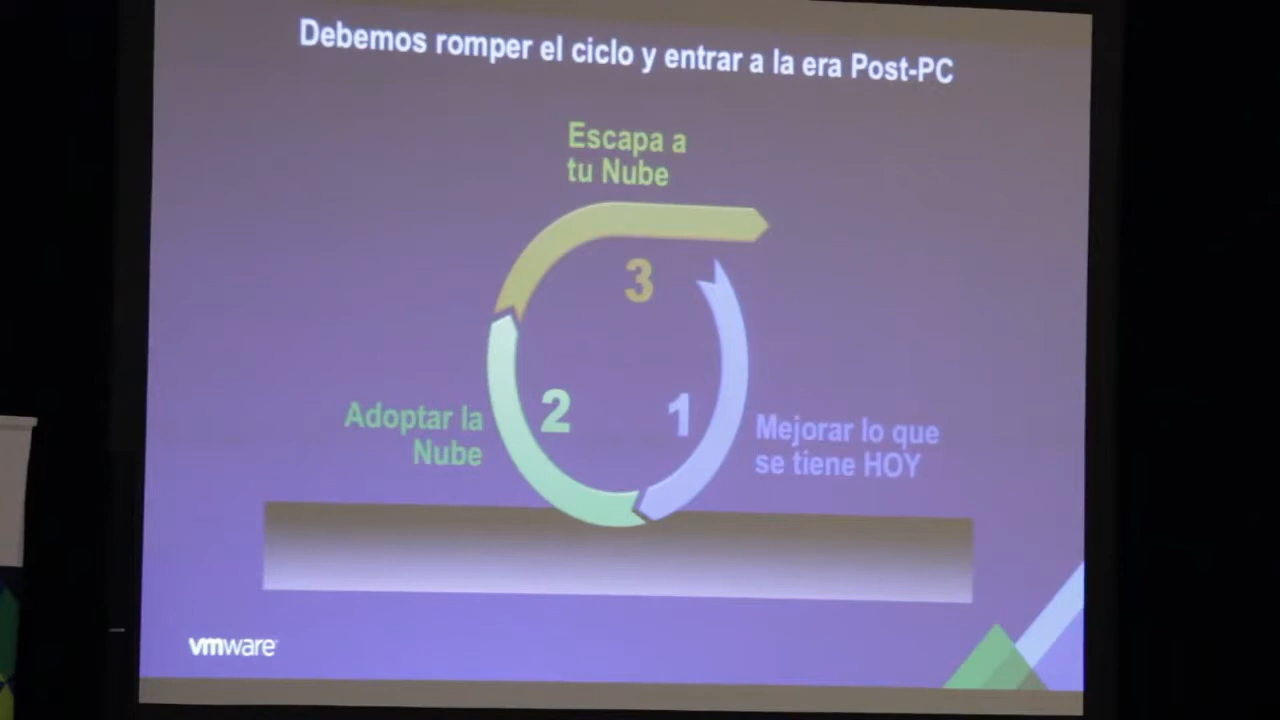 Debemos romper el ciclo y entrar a la era Post-PC
Escapa a
tu Nube
3
Adoptar la
Nube
2
1
Mejorar lo que
se tiene HOY
vmware